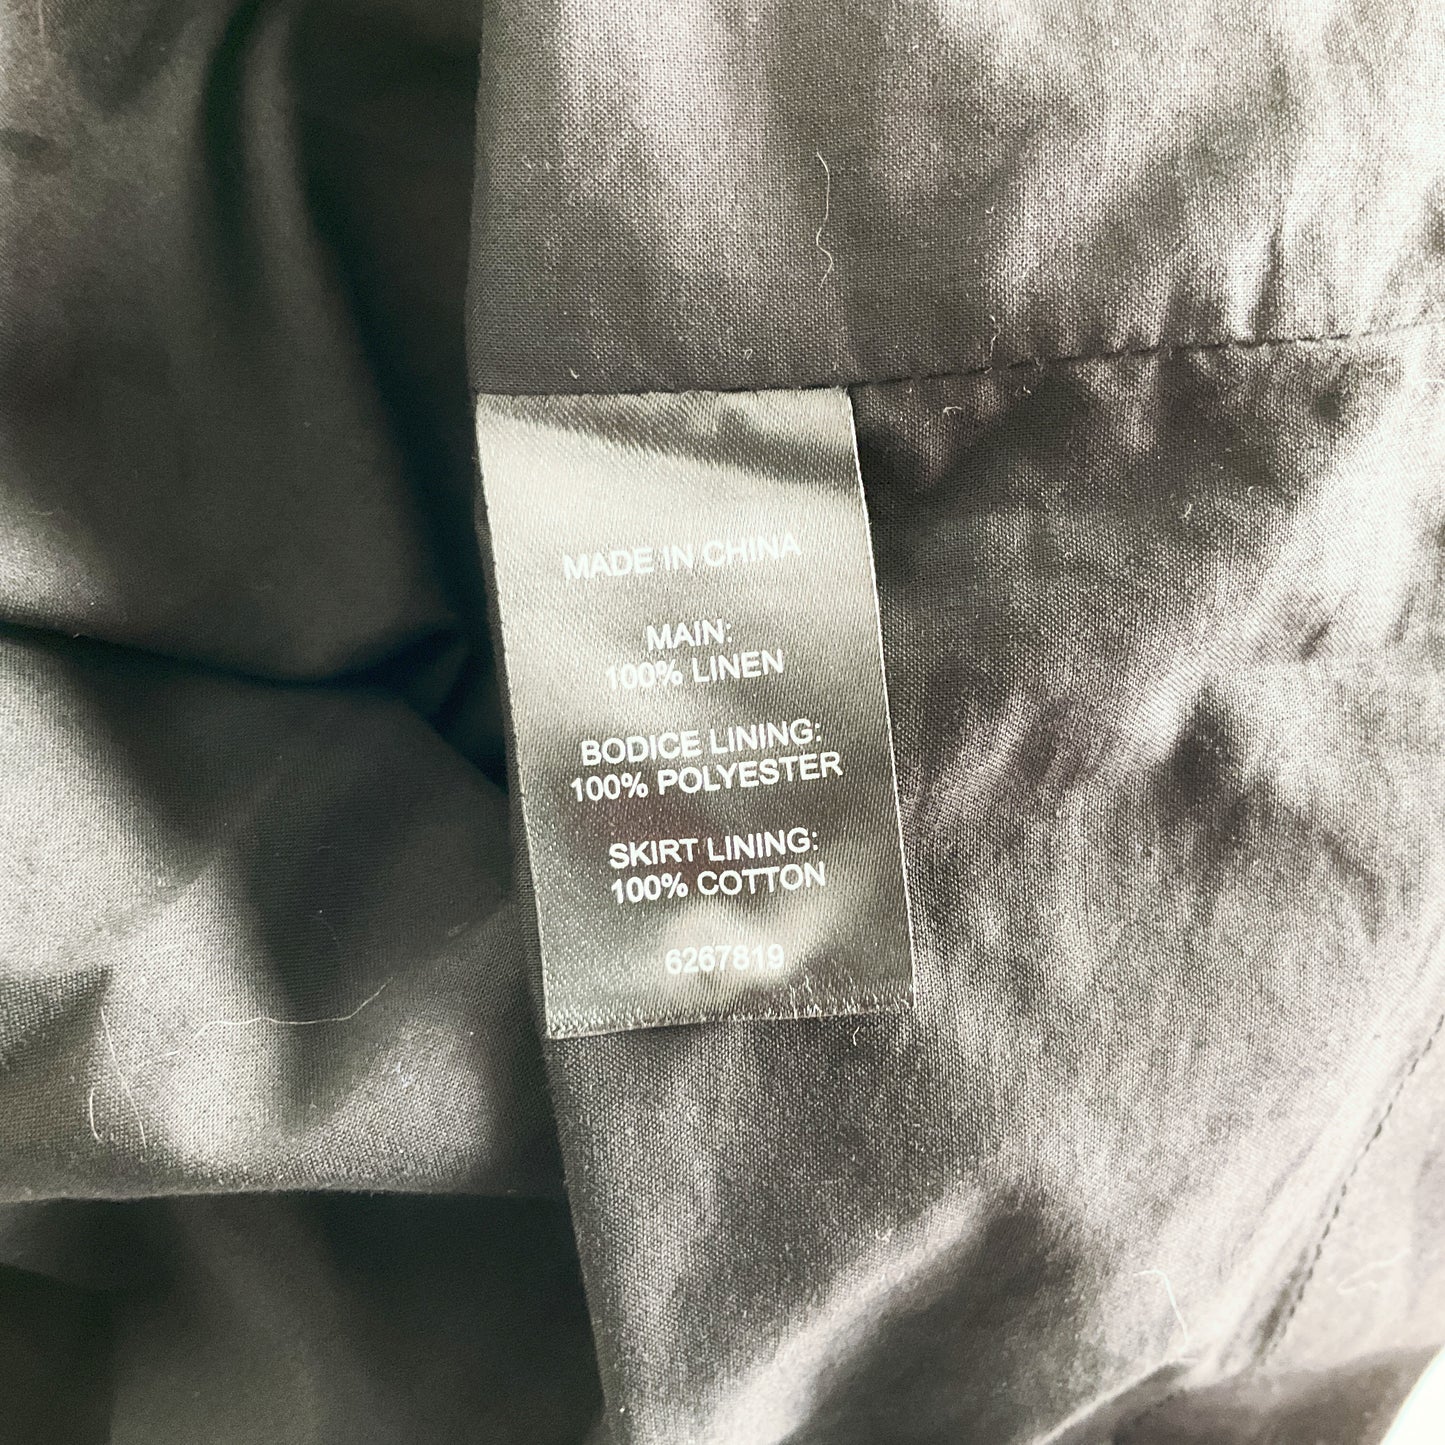 MADE IN CHINA
MAIN:
100% LINEN
BODICE LINING:
100% POLYESTER
SKIRT LINING:
100% COTTON
6267819